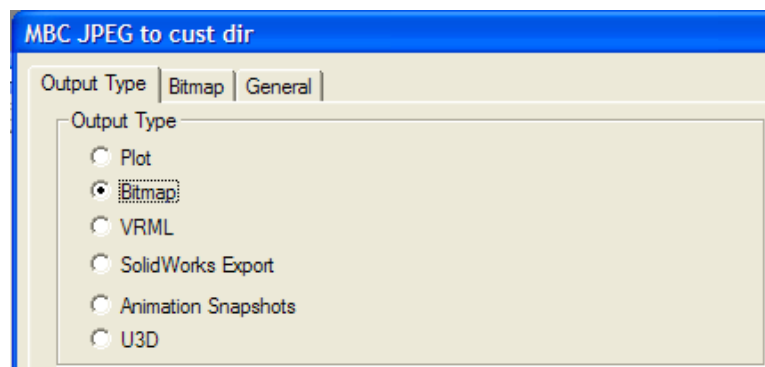 MBC JPEG to cust dir
Output Type Bitmap General
Output Type
Plot
Bitmap
VRML
SolidWorks Export
Animation Snapshots
U3D